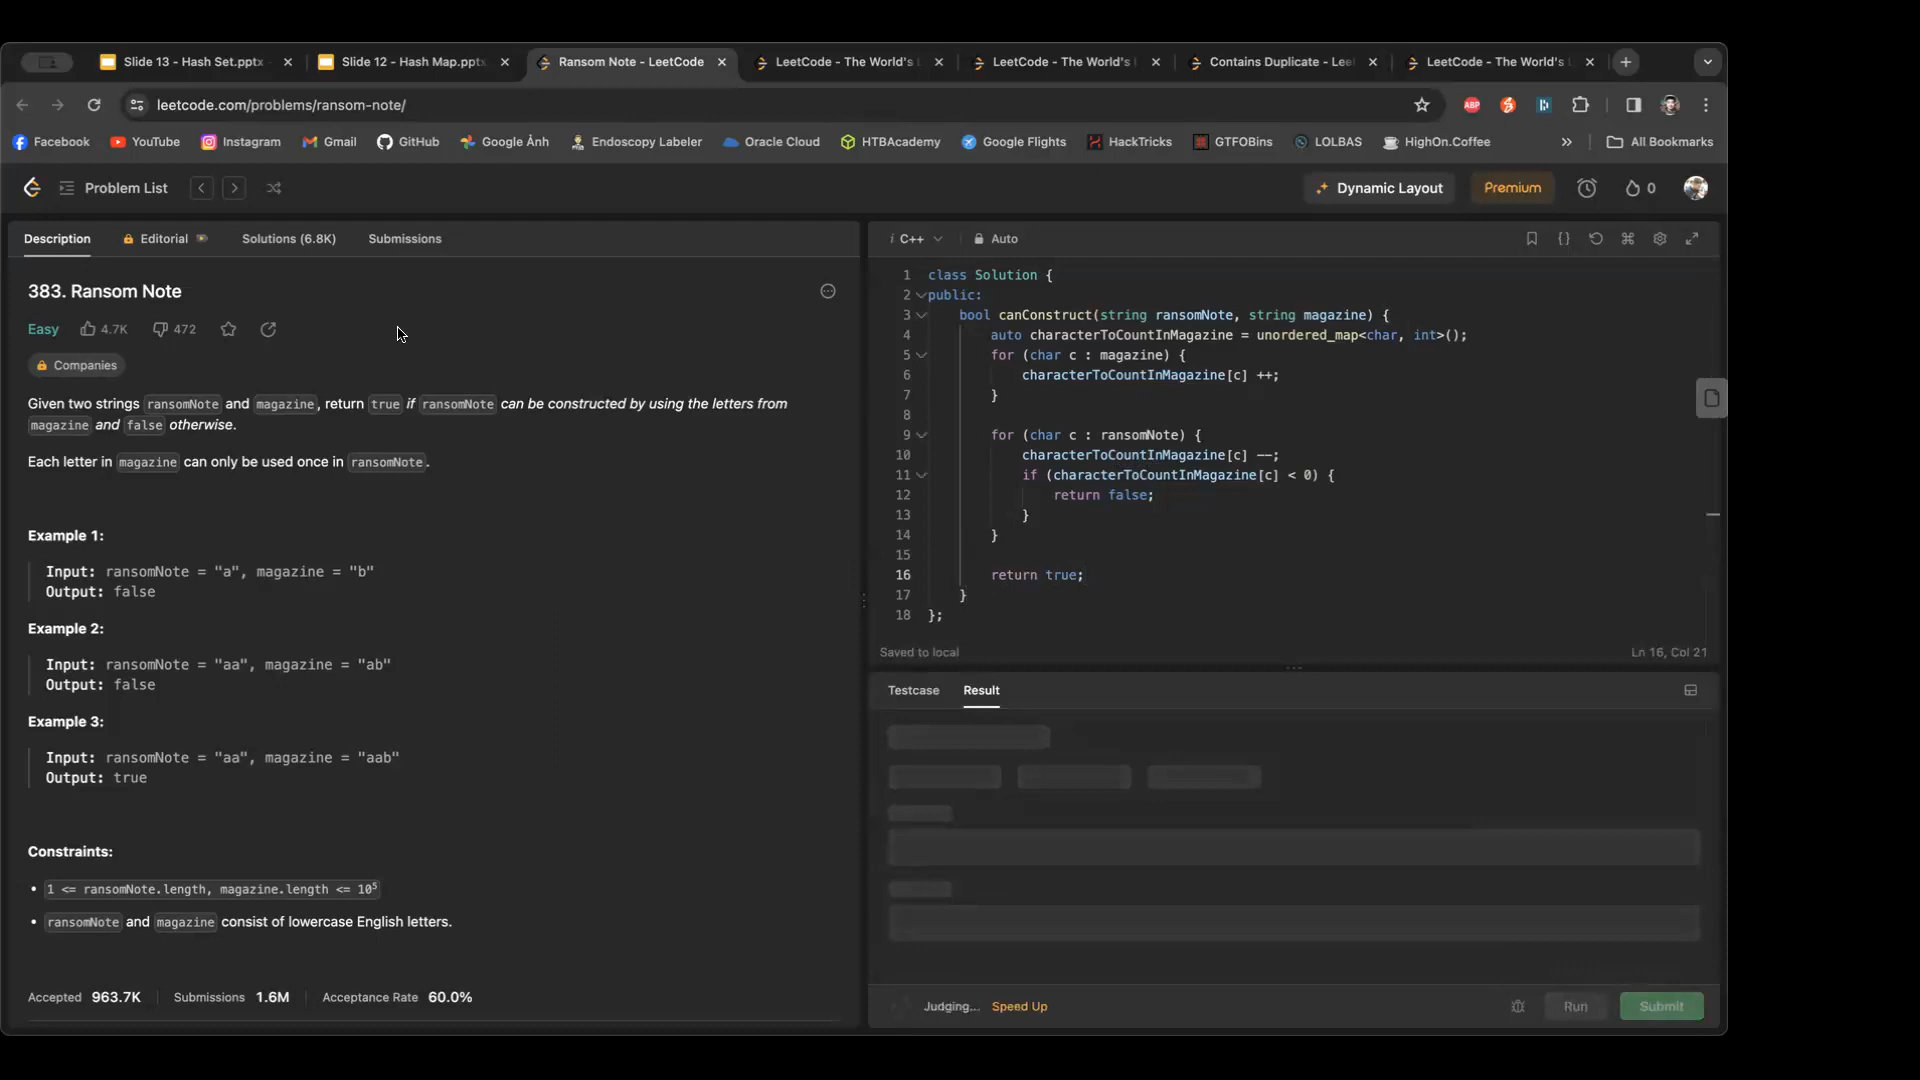 Slide 13 - Hash Set.pptx
Slide 12 - Hash Map.pptx
Ransom Note - LeetCode
LeetCode - The World's
LeetCode - The World's
Contains Duplicate - Lee
LeetCode - The World's
leetcode.com/problems/ransom-note/
ABP
Facebook
YouTube
Instagram
Gmail
GitHub
Google Ảnh
Endoscopy Labeler
Oracle Cloud
HTBAcademy
Google Flights
HackTricks
GTFOBins
LOLBAS
HighOn.Coffee
»
All Bookmarks
Problem List
Dynamic Layout
Premium
0
Description
Editorial
Solutions (6.8K)
Submissions
383. Ransom Note
Easy
4.7K
472
Companies
Given two strings ransomNote and magazine, return true if ransomNote can be constructed by using the letters from
magazine and false otherwise.
Each letter in magazine can only be used once in ransomNote.
Example 1:
Input: ransomNote = "a", magazine = "b"
Output: false
Example 2:
Input: ransomNote = "aa", magazine = "ab"
Output: false
Example 3:
Input: ransomNote = "aa", magazine = "aab"
Output: true
Constraints:
• 1 <= ransomNote.length, magazine.length <= 10⁵
• ransomNote and magazine consist of lowercase English letters.
Accepted 963.7K
Submissions 1.6M
Acceptance Rate 60.0%
i C++
Auto
{}
1 class Solution {
2 public:
3 bool canConstruct(string ransomNote, string magazine) {
4 auto characterToCountInMagazine = unordered_map<char, int>();
5 for (char c : magazine) {
6 characterToCountInMagazine[c] ++;
7 }
8
9 for (char c : ransomNote) {
10 characterToCountInMagazine[c] --;
11 if (characterToCountInMagazine[c] < 0) {
12 return false;
13 }
14 }
15
16 return true;
17 }
18 };
Saved to local
Ln 16, Col 21
Testcase
Result
Judging...
Speed Up
Run
Submit